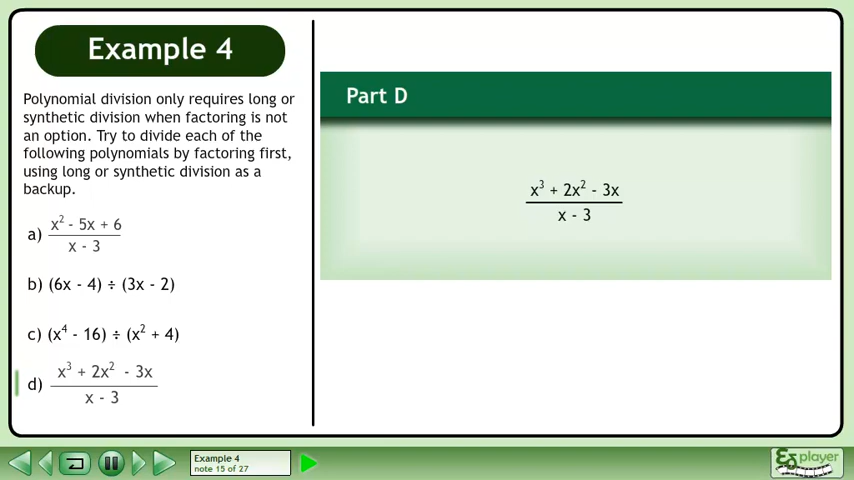 Example 4
Polynomial division only requires long or
synthetic division when factoring is not
an option. Try to divide each of the
following polynomials by factoring first,
using long or synthetic division as a
backup.
a) x² - 5x + 6
x - 3
b) (6x - 4) ÷ (3x - 2)
c) (x⁴ - 16) ÷ (x² + 4)
d) x³ + 2x² - 3x
x - 3
Part D
x³ + 2x² - 3x
x - 3
Example 4
note 15 of 27
player